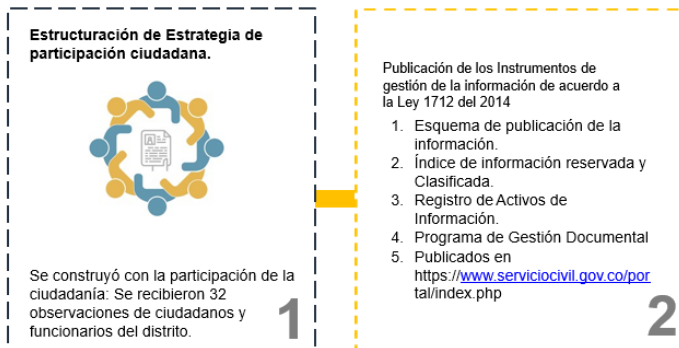 Estructuración de Estrategia de
participación ciudadana.
Se construyó con la participación de la
ciudadanía: Se recibieron 32
observaciones de ciudadanos y
funcionarios del distrito.
1
Publicación de los Instrumentos de
gestión de la información de acuerdo a
la Ley 1712 del 2014
1. Esquema de publicación de la
información.
2. Índice de información reservada y
Clasificada.
3. Registro de Activos de
Información.
4. Programa de Gestión Documental
5. Publicados en
https://www.serviciocivil.gov.co/por
tal/index.php
2